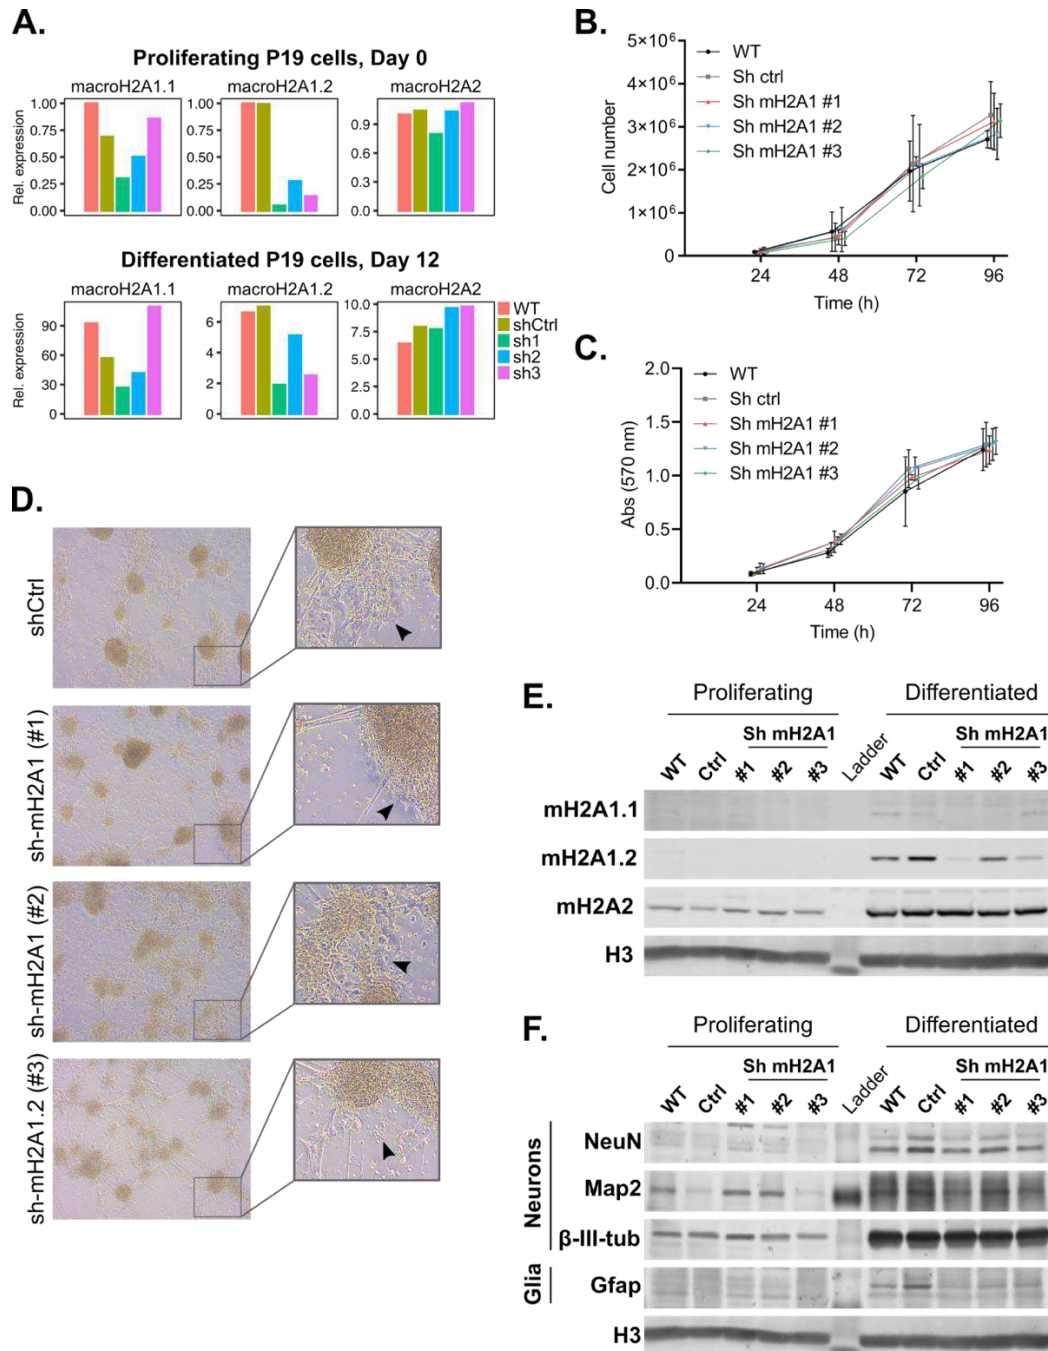 A.
Proliferating P19 cells, Day 0
macroH2A1.1 macroH2A1.2 macroH2A2
Rel. expression
1.00
0.75
0.50
0.25
0.00
1.00
0.75
0.50
0.25
0.00
0.9
0.6
0.3
0.0
Differentiated P19 cells, Day 12
macroH2A1.1 macroH2A1.2 macroH2A2
Rel. expression
90
60
30
0
6
4
2
0
10.0
7.5
5.0
2.5
0.0
WT
shCtrl
sh1
sh2
sh3
B.
Cell number
5×10⁶
4×10⁶
3×10⁶
2×10⁶
1×10⁶
0
24 48 72 96
Time (h)
WT
Sh ctrl
Sh mH2A1 #1
Sh mH2A1 #2
Sh mH2A1 #3
C.
Abs (570 nm)
2.0
1.5
1.0
0.5
0.0
24 48 72 96
Time (h)
WT
Sh ctrl
Sh mH2A1 #1
Sh mH2A1 #2
Sh mH2A1 #3
D.
shCtrl
sh-mH2A1 (#1)
sh-mH2A1 (#2)
sh-mH2A1.2 (#3)
E.
Proliferating Differentiated
Sh mH2A1 Sh mH2A1
WT Ctrl #1 #2 #3 Ladder WT Ctrl #1 #2 #3
mH2A1.1
mH2A1.2
mH2A2
H3
F.
Proliferating Differentiated
Sh mH2A1 Sh mH2A1
WT Ctrl #1 #2 #3 Ladder WT Ctrl #1 #2 #3
Neurons
NeuN
Map2
β-III-tub
Glia
Gfap
H3